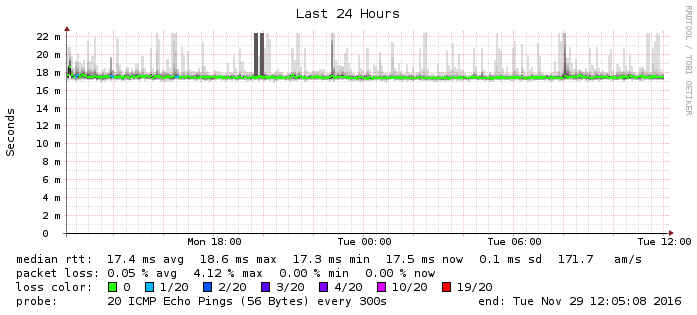 Last 24 Hours
RRDTOOL / TOBI OETIKER
Seconds
22 m
20 m
18 m
16 m
14 m
12 m
10 m
8 m
6 m
4 m
2 m
0
Mon 18:00 Tue 00:00 Tue 06:00 Tue 12:00
median rtt: 17.4 ms avg 18.6 ms max 17.3 ms min 17.5 ms now 0.1 ms sd 171.7 am/s
packet loss: 0.05 % avg 4.12 % max 0.00 % min 0.00 % now
loss color: 0 1/20 2/20 3/20 4/20 10/20 19/20
probe: 20 ICMP Echo Pings (56 Bytes) every 300s end: Tue Nov 29 12:05:08 2016